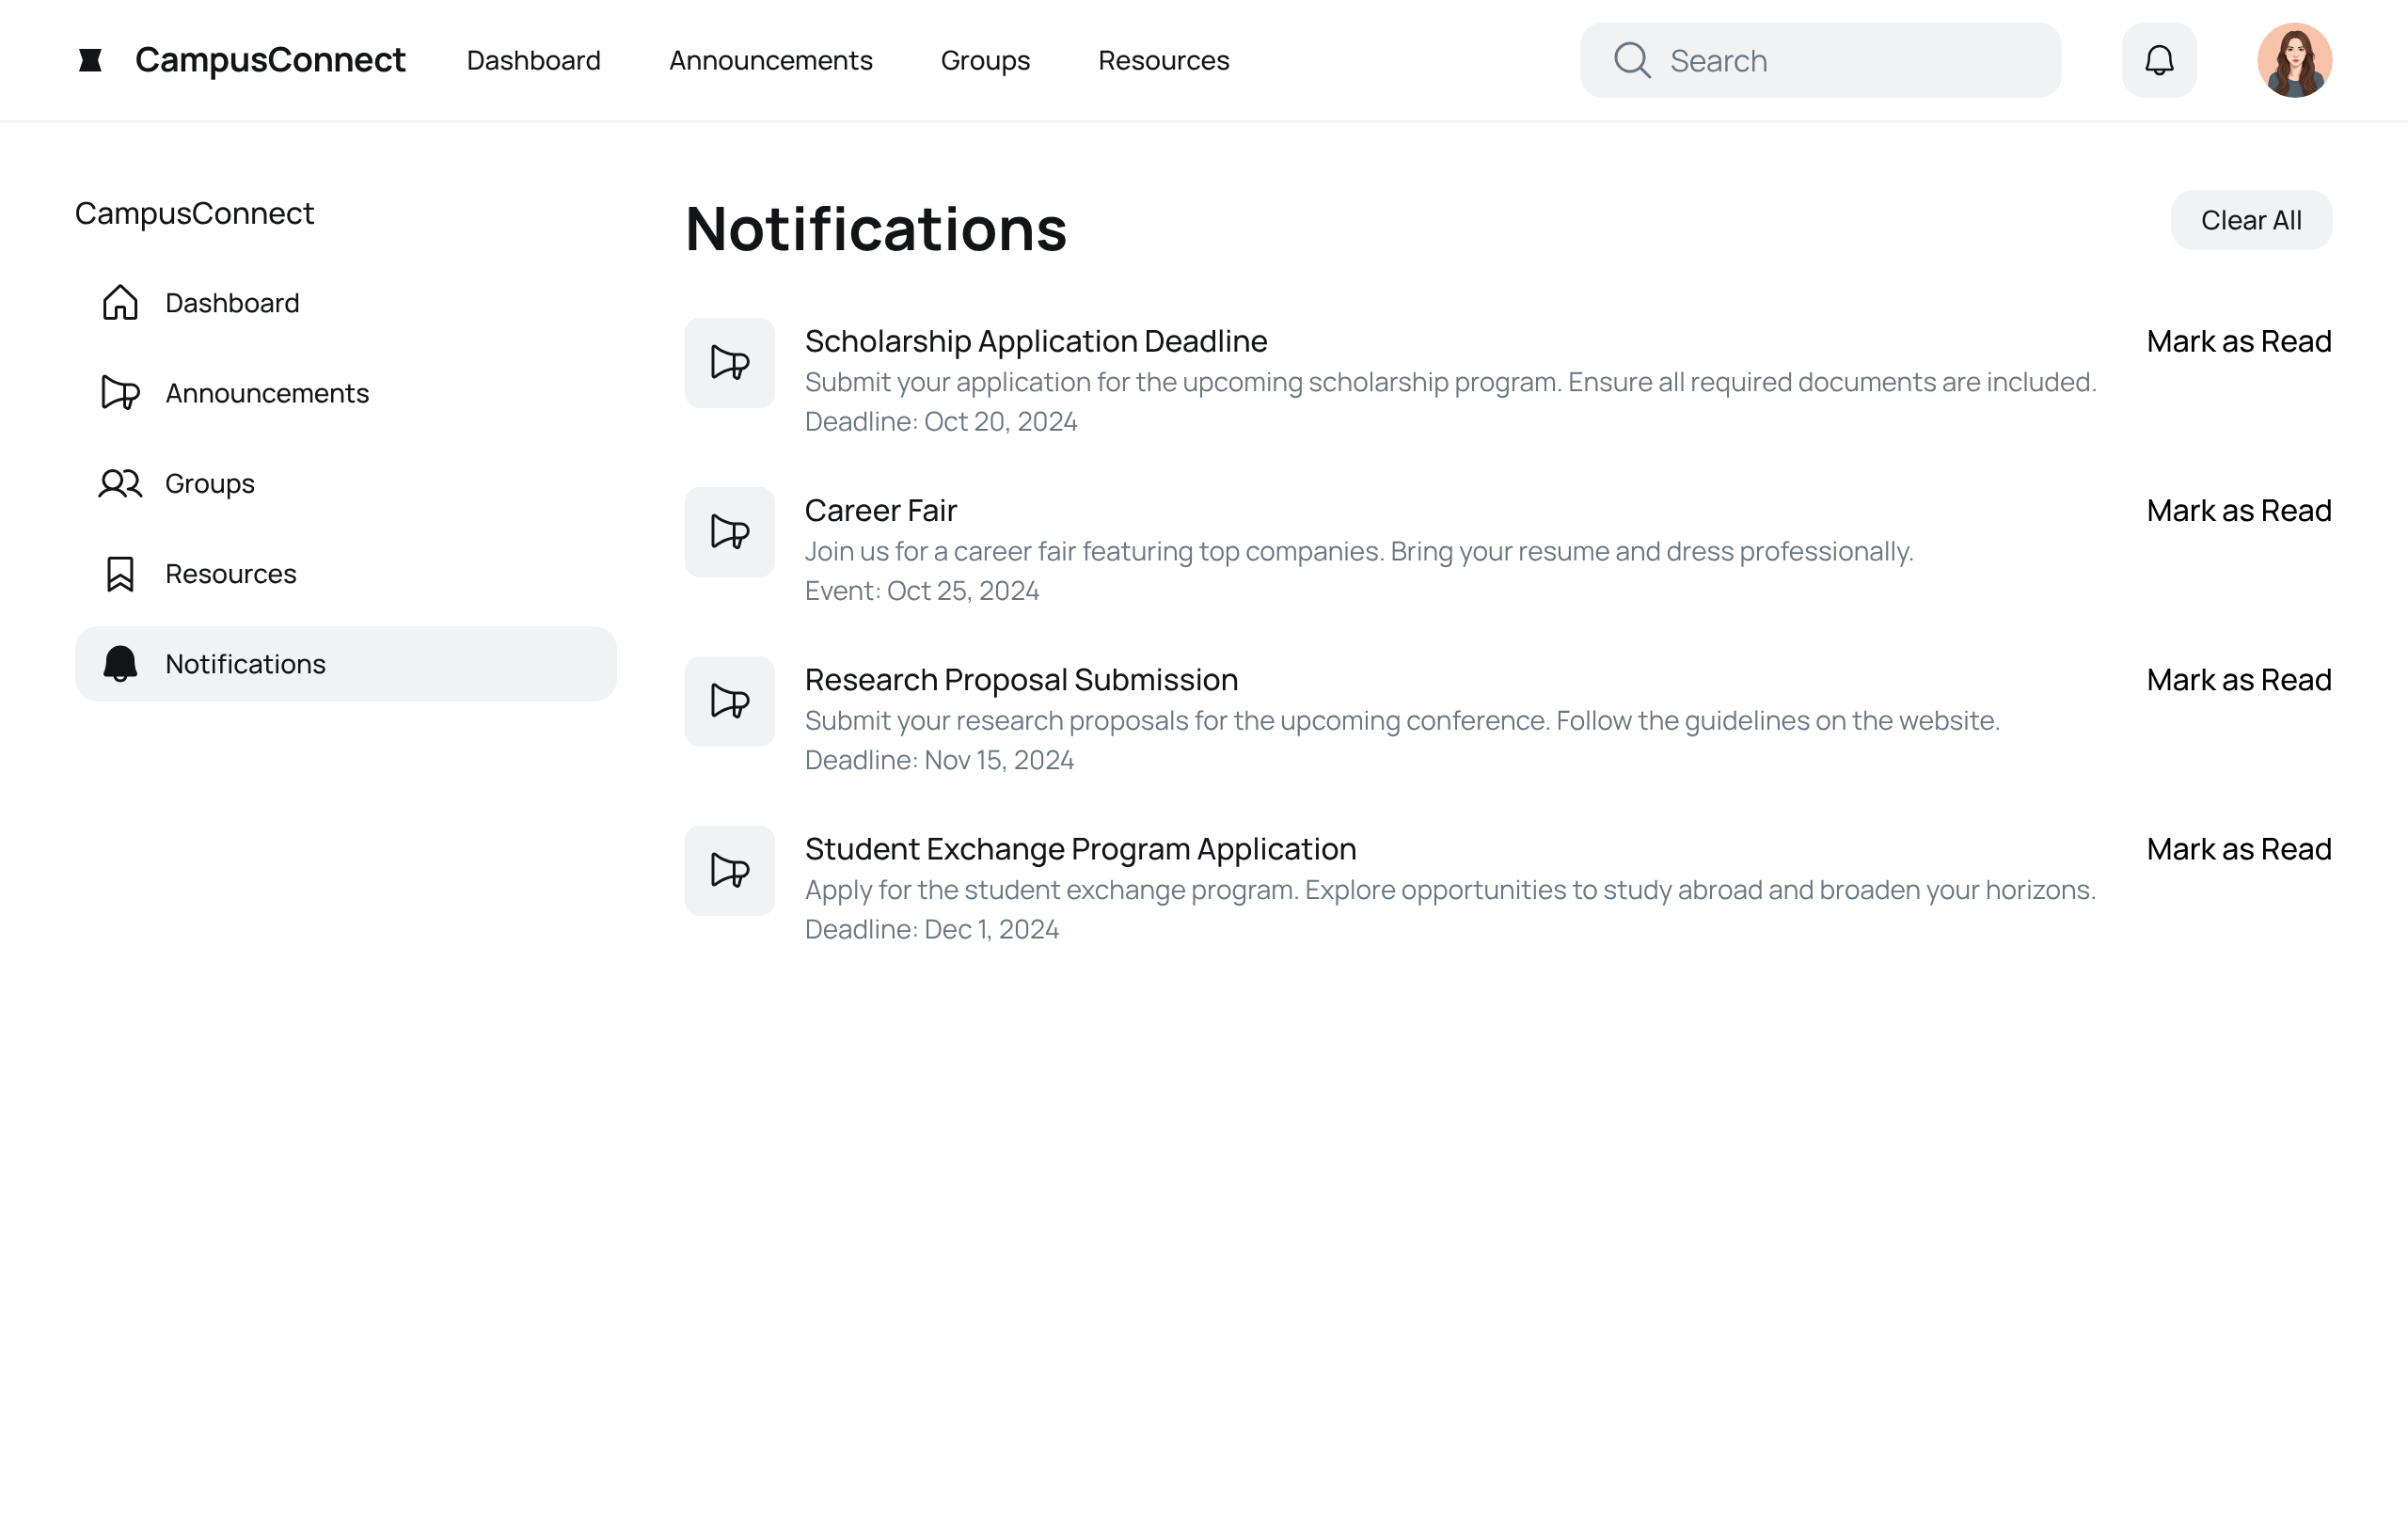 CampusConnect
Dashboard
Announcements
Groups
Resources
Search
CampusConnect
Dashboard
Announcements
Groups
Resources
Notifications
Notifications
Clear All
Scholarship Application Deadline
Mark as Read
Submit your application for the upcoming scholarship program. Ensure all required documents are included.
Deadline: Oct 20, 2024
Career Fair
Mark as Read
Join us for a career fair featuring top companies. Bring your resume and dress professionally.
Event: Oct 25, 2024
Research Proposal Submission
Mark as Read
Submit your research proposals for the upcoming conference. Follow the guidelines on the website.
Deadline: Nov 15, 2024
Student Exchange Program Application
Mark as Read
Apply for the student exchange program. Explore opportunities to study abroad and broaden your horizons.
Deadline: Dec 1, 2024